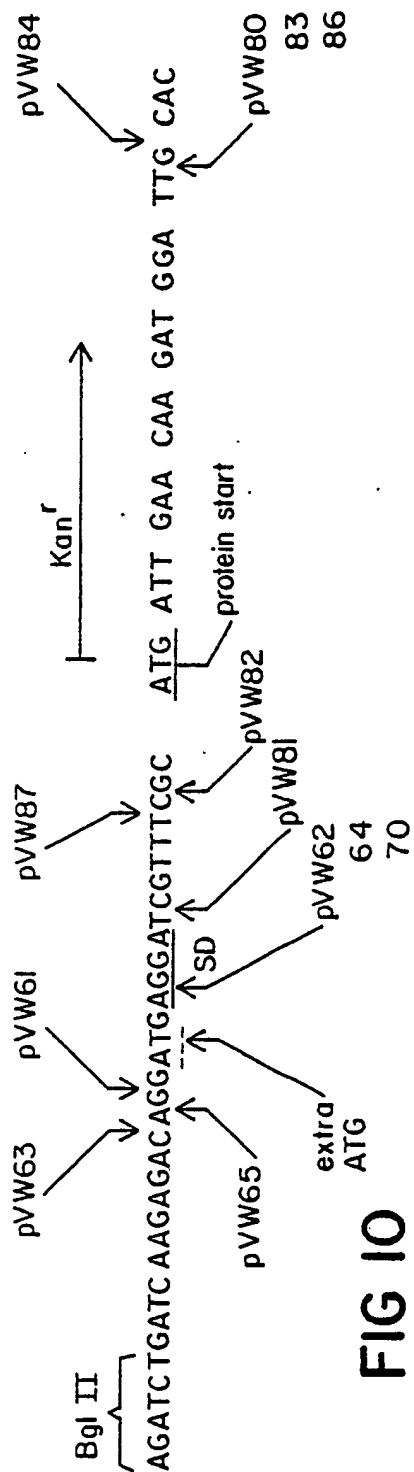 Kanʳ
pVW63 pVW61 pVW87 pVW84
Bgl II
AGATCTGATCAAGAGACAGGATGAGGATCGTTTCGC ATG ATT GAA CAA GAT GGA TTG CAC
SD
protein start
pVW65
extra
ATG
pVW62
64
70
pVW81
pVW82
pVW80
83
86
FIG 10